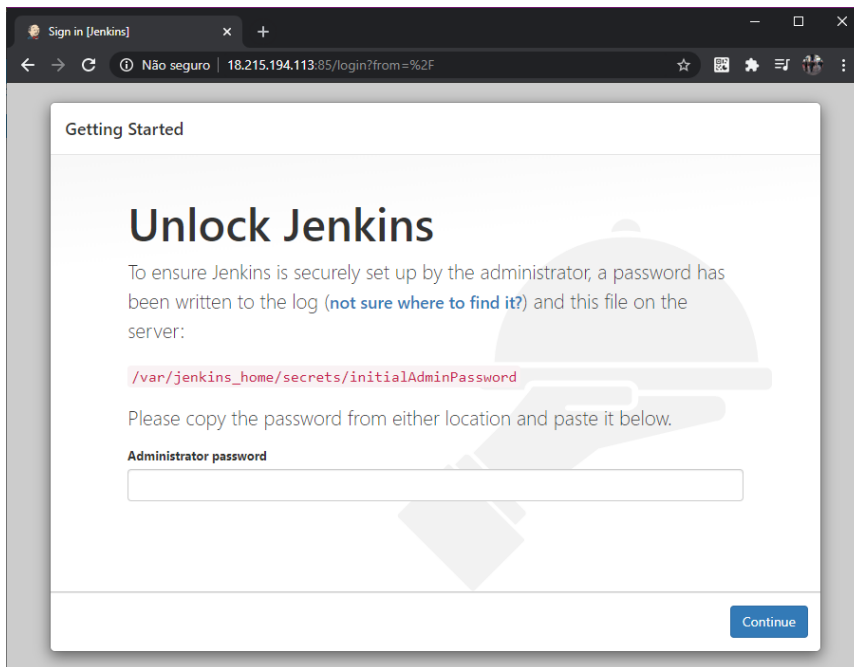 Sign in [Jenkins]
Não seguro | 18.215.194.113:85/login?from=%2F
Getting Started
Unlock Jenkins
To ensure Jenkins is securely set up by the administrator, a password has
been written to the log (not sure where to find it?) and this file on the
server:
/var/jenkins_home/secrets/initialAdminPassword
Please copy the password from either location and paste it below.
Administrator password
Continue